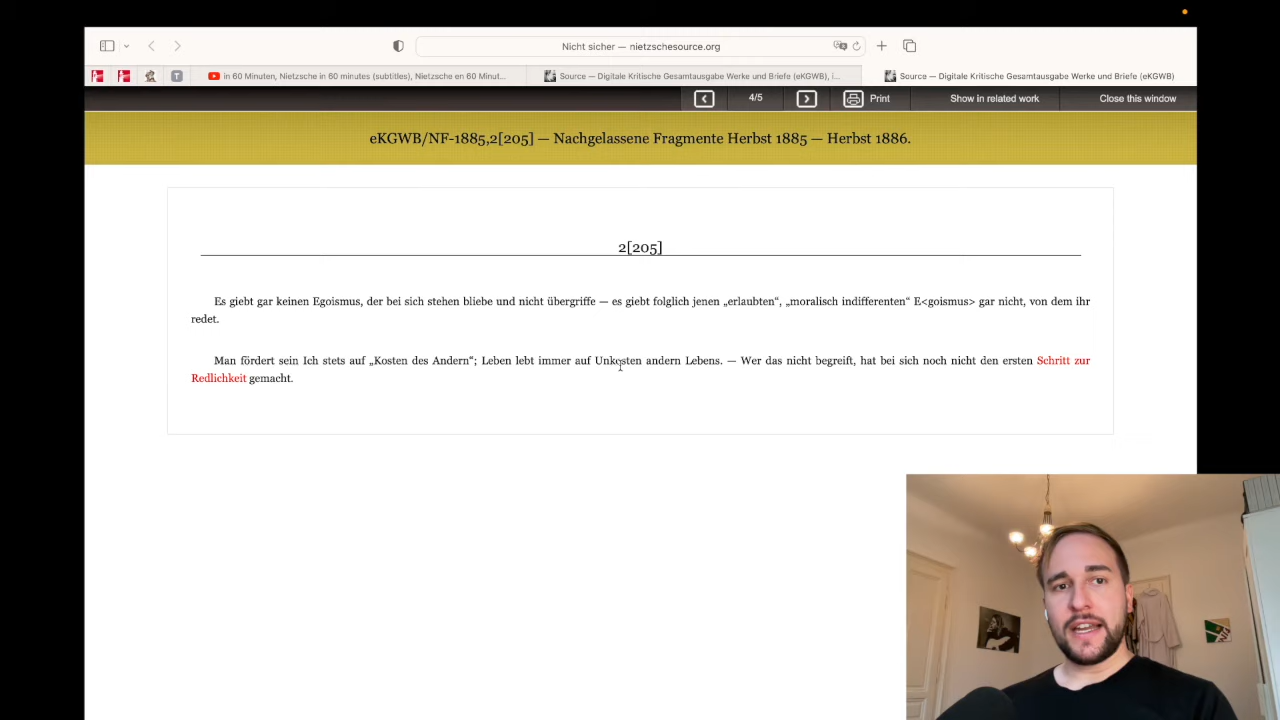 Nicht sicher — nietzschesource.org
in 60 Minuten, Nietzsche in 60 minutes (subtitles), Nietzsche en 60 Minut...
Source — Digitale Kritische Gesamtausgabe Werke und Briefe (eKGWB), i...
Source — Digitale Kritische Gesamtausgabe Werke und Briefe (eKGWB)
4/5
Print
Show in related work
Close this window
eKGWB/NF-1885,2[205] — Nachgelassene Fragmente Herbst 1885 — Herbst 1886.
2[205]
Es giebt gar keinen Egoismus, der bei sich stehen bliebe und nicht übergriffe — es giebt folglich jenen „erlaubten“, „moralisch indifferenten“ E<goismus> gar nicht, von dem ihr
redet.
Man fördert sein Ich stets auf „Kosten des Andern“; Leben lebt immer auf Unkosten andern Lebens. — Wer das nicht begreift, hat bei sich noch nicht den ersten Schritt zur
Redlichkeit gemacht.